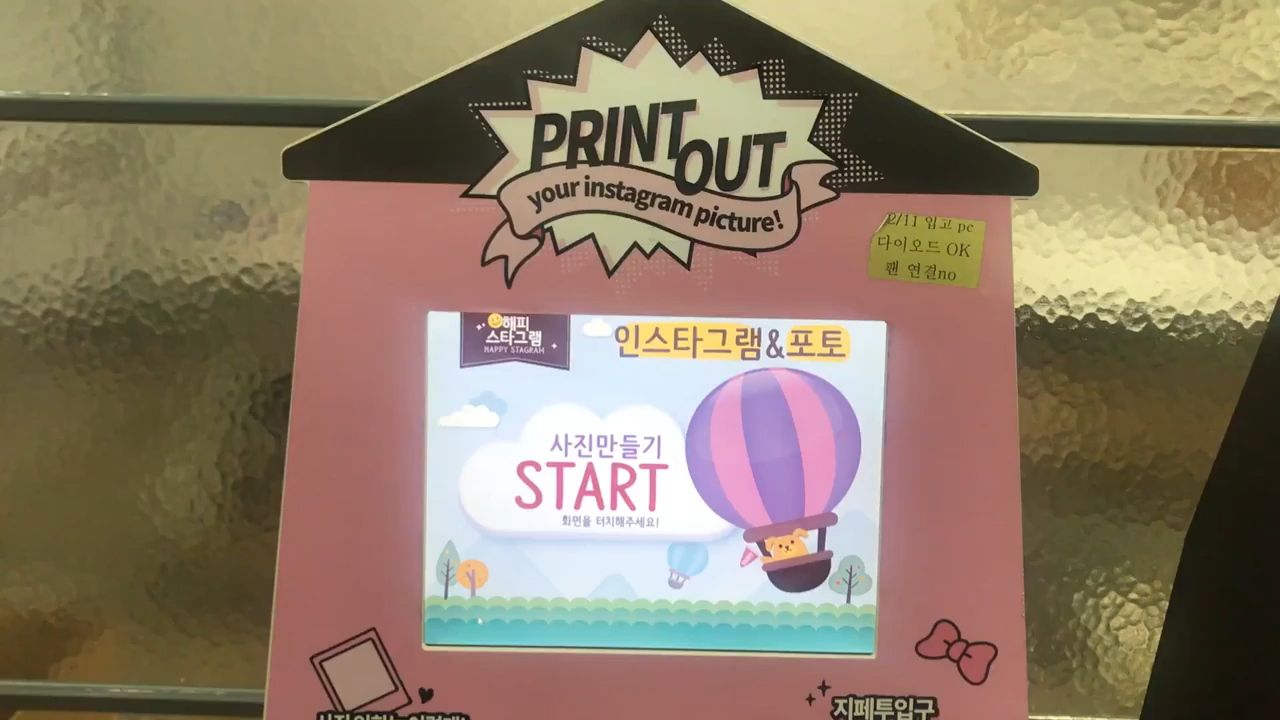 PRINT
OUT
your instagram picture!
2/11 입고 pc
다이오드 OK
팬 연결no
해피
스타그램
HAPPY STAGRAM
인스타그램&포토
사진만들기
START
화면을 터치해주세요!
지폐투입구